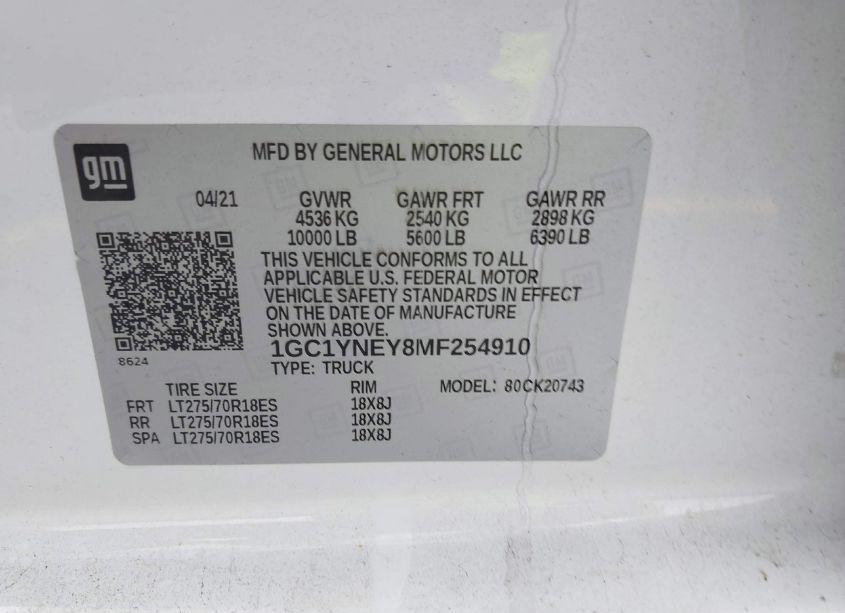 gm
MFD BY GENERAL MOTORS LLC
04/21 GVWR GAWR FRT GAWR RR
4536 KG 2540 KG 2898 KG
10000 LB 5600 LB 6390 LB
THIS VEHICLE CONFORMS TO ALL
APPLICABLE U.S. FEDERAL MOTOR
VEHICLE SAFETY STANDARDS IN EFFECT
ON THE DATE OF MANUFACTURE
SHOWN ABOVE.
8624
1GC1YNEY8MF254910
TYPE: TRUCK
TIRE SIZE RIM MODEL: 80CK20743
FRT LT275/70R18ES 18X8J
RR LT275/70R18ES 18X8J
SPA LT275/70R18ES 18X8J